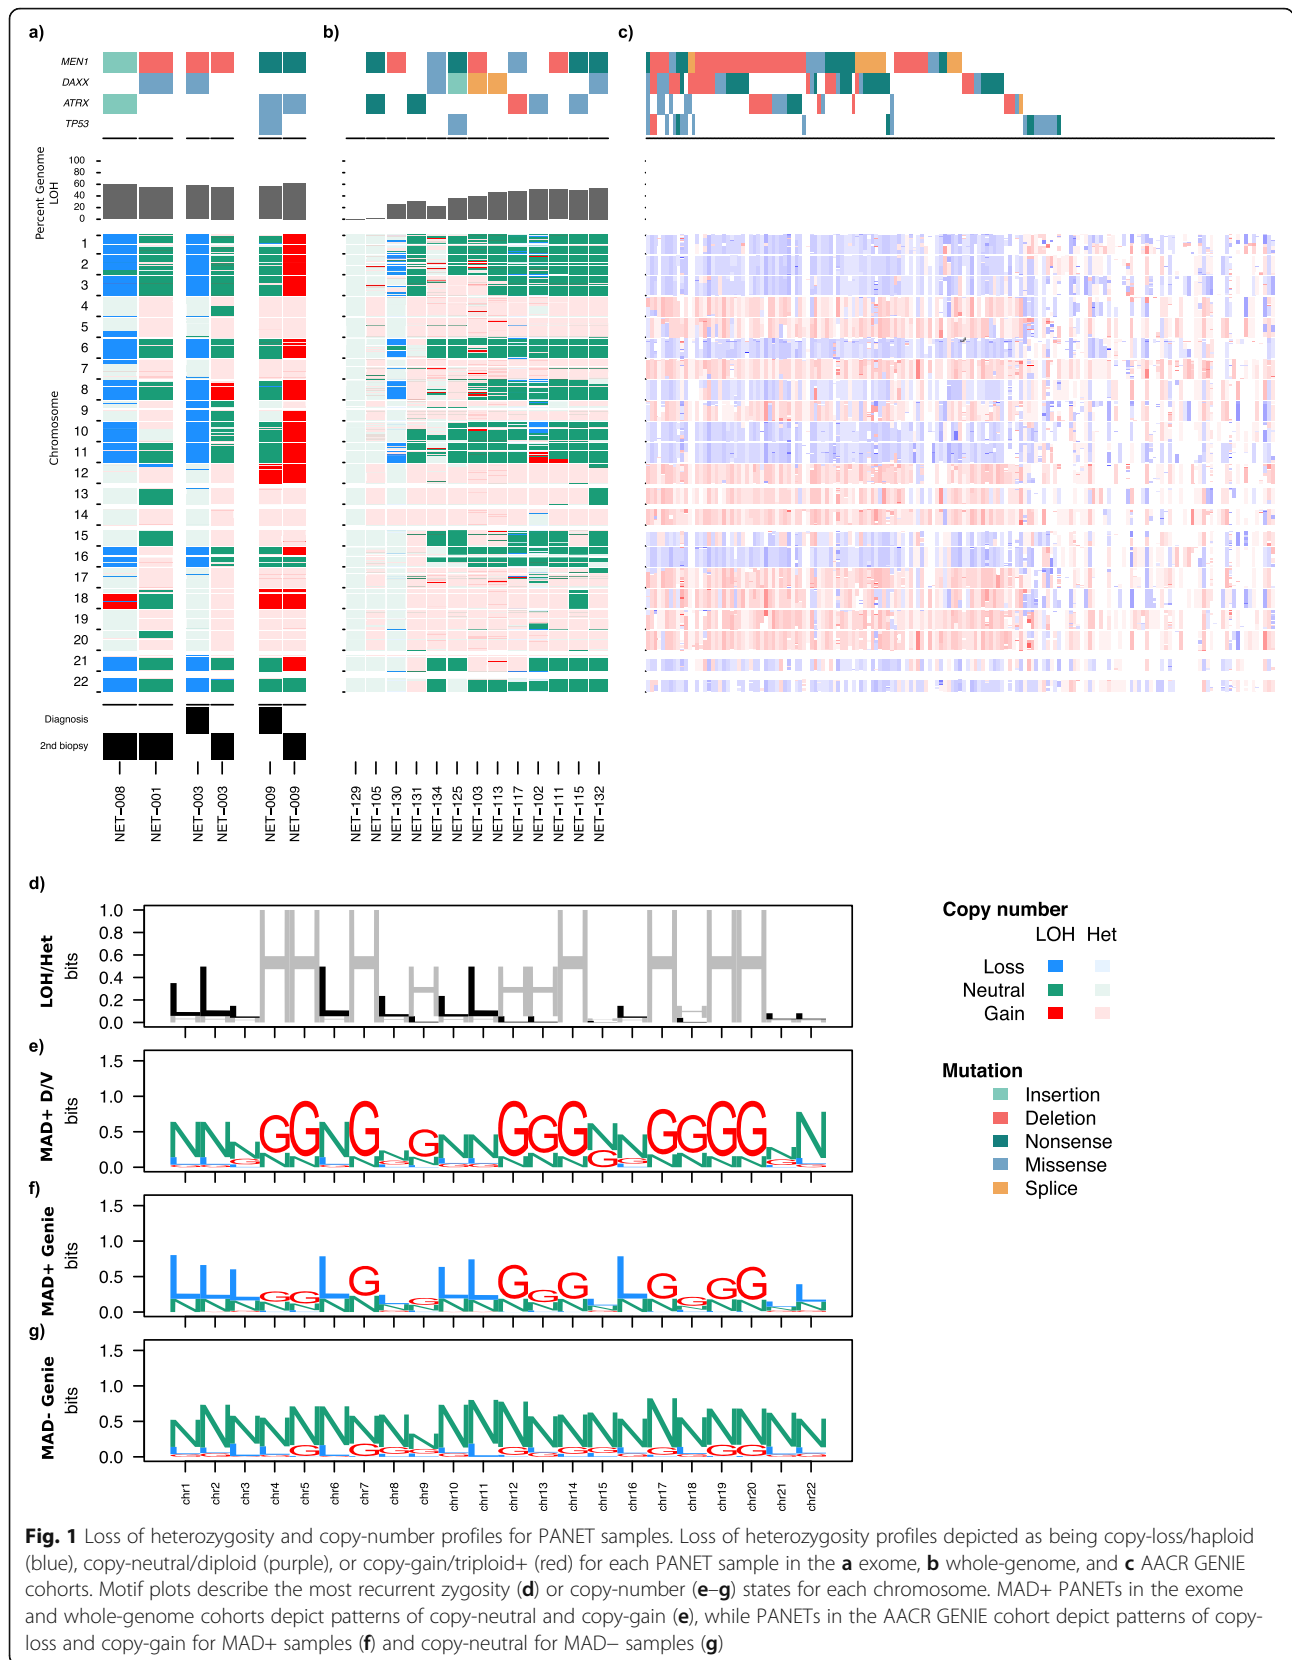 a)
b)
c)
MEN1
DAXX
ATRX
TP53
Percent Genome
LOH
100
80
60
40
20
0
Chromosome
1
2
3
4
5
6
7
8
9
10
11
12
13
14
15
16
17
18
19
20
21
22
Diagnosis
2nd biopsy
NET−008
NET−001
NET−003
NET−003
NET−009
NET−009
NET−129
NET−105
NET−130
NET−131
NET−134
NET−125
NET−103
NET−113
NET−117
NET−102
NET−111
NET−115
NET−132
d)
LOH/Het
bits
1.0
0.8
0.6
0.4
0.2
0.0
Copy number
LOH Het
Loss
Neutral
Gain
e)
MAD+ D/V
bits
1.5
1.0
0.5
0.0
Mutation
Insertion
Deletion
Nonsense
Missense
Splice
f)
MAD+ Genie
bits
1.5
1.0
0.5
0.0
g)
MAD- Genie
bits
1.5
1.0
0.5
0.0
chr1
chr2
chr3
chr4
chr5
chr6
chr7
chr8
chr9
chr10
chr11
chr12
chr13
chr14
chr15
chr16
chr17
chr18
chr19
chr20
chr21
chr22
Fig. 1 Loss of heterozygosity and copy-number profiles for PANET samples. Loss of heterozygosity profiles depicted as being copy-loss/haploid
(blue), copy-neutral/diploid (purple), or copy-gain/triploid+ (red) for each PANET sample in the a exome, b whole-genome, and c AACR GENIE
cohorts. Motif plots describe the most recurrent zygosity (d) or copy-number (e–g) states for each chromosome. MAD+ PANETs in the exome
and whole-genome cohorts depict patterns of copy-neutral and copy-gain (e), while PANETs in the AACR GENIE cohort depict patterns of copy-
loss and copy-gain for MAD+ samples (f) and copy-neutral for MAD− samples (g)